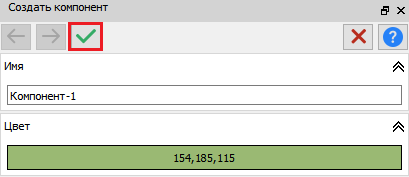 Создать компонент
?
Имя
Компонент-1
Цвет
154,185,115